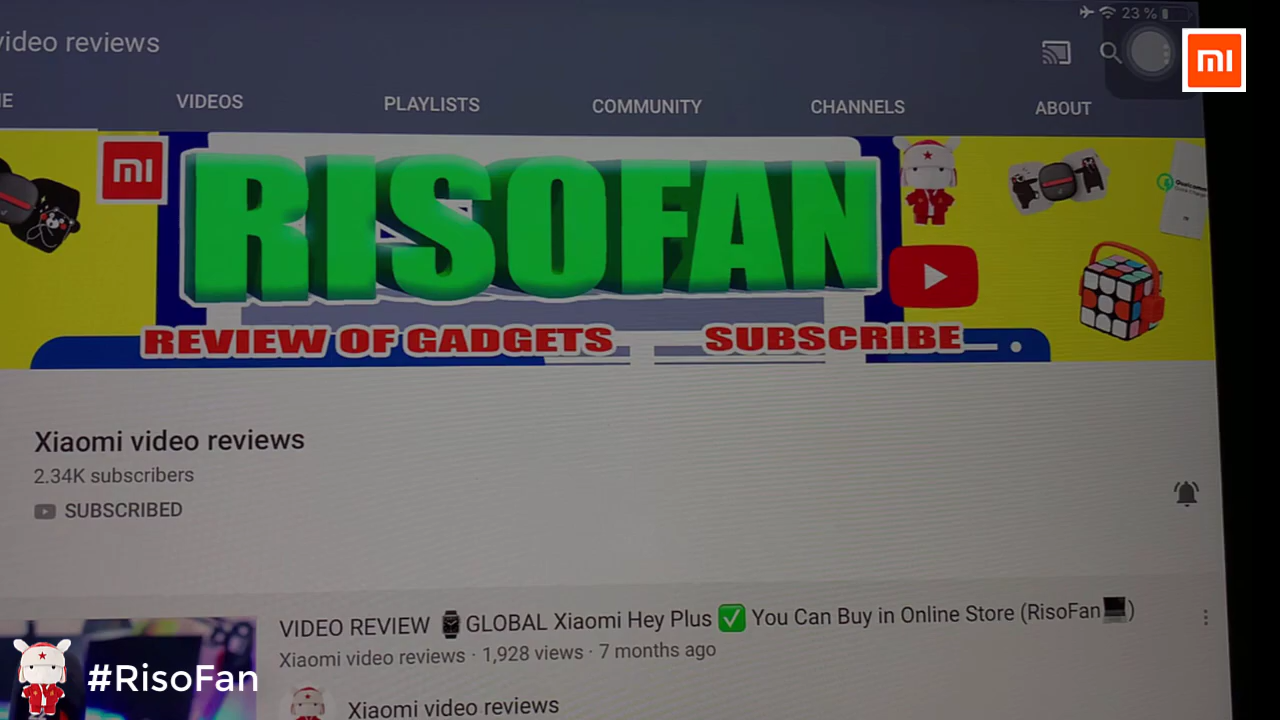 23 %
video reviews
VIDEOS PLAYLISTS COMMUNITY CHANNELS ABOUT
RISOFAN
REVIEW OF GADGETS SUBSCRIBE
Xiaomi video reviews
2.34K subscribers
SUBSCRIBED
VIDEO REVIEW ⌚GLOBAL Xiaomi Hey Plus ✅ You Can Buy in Online Store (RisoFan💻)
Xiaomi video reviews · 1,928 views · 7 months ago
Xiaomi video reviews
#RisoFan